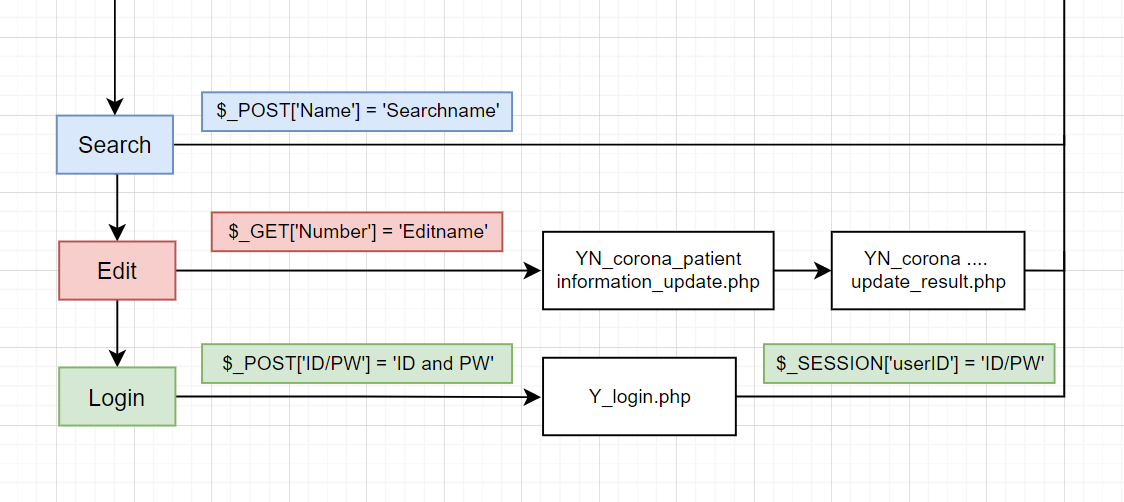 $_POST['Name'] = 'Searchname'
Search
$_GET['Number'] = 'Editname'
Edit
YN_corona_patient
information_update.php
YN_corona ....
update_result.php
$_POST['ID/PW'] = 'ID and PW'
$_SESSION['userID'] = 'ID/PW'
Login
Y_login.php